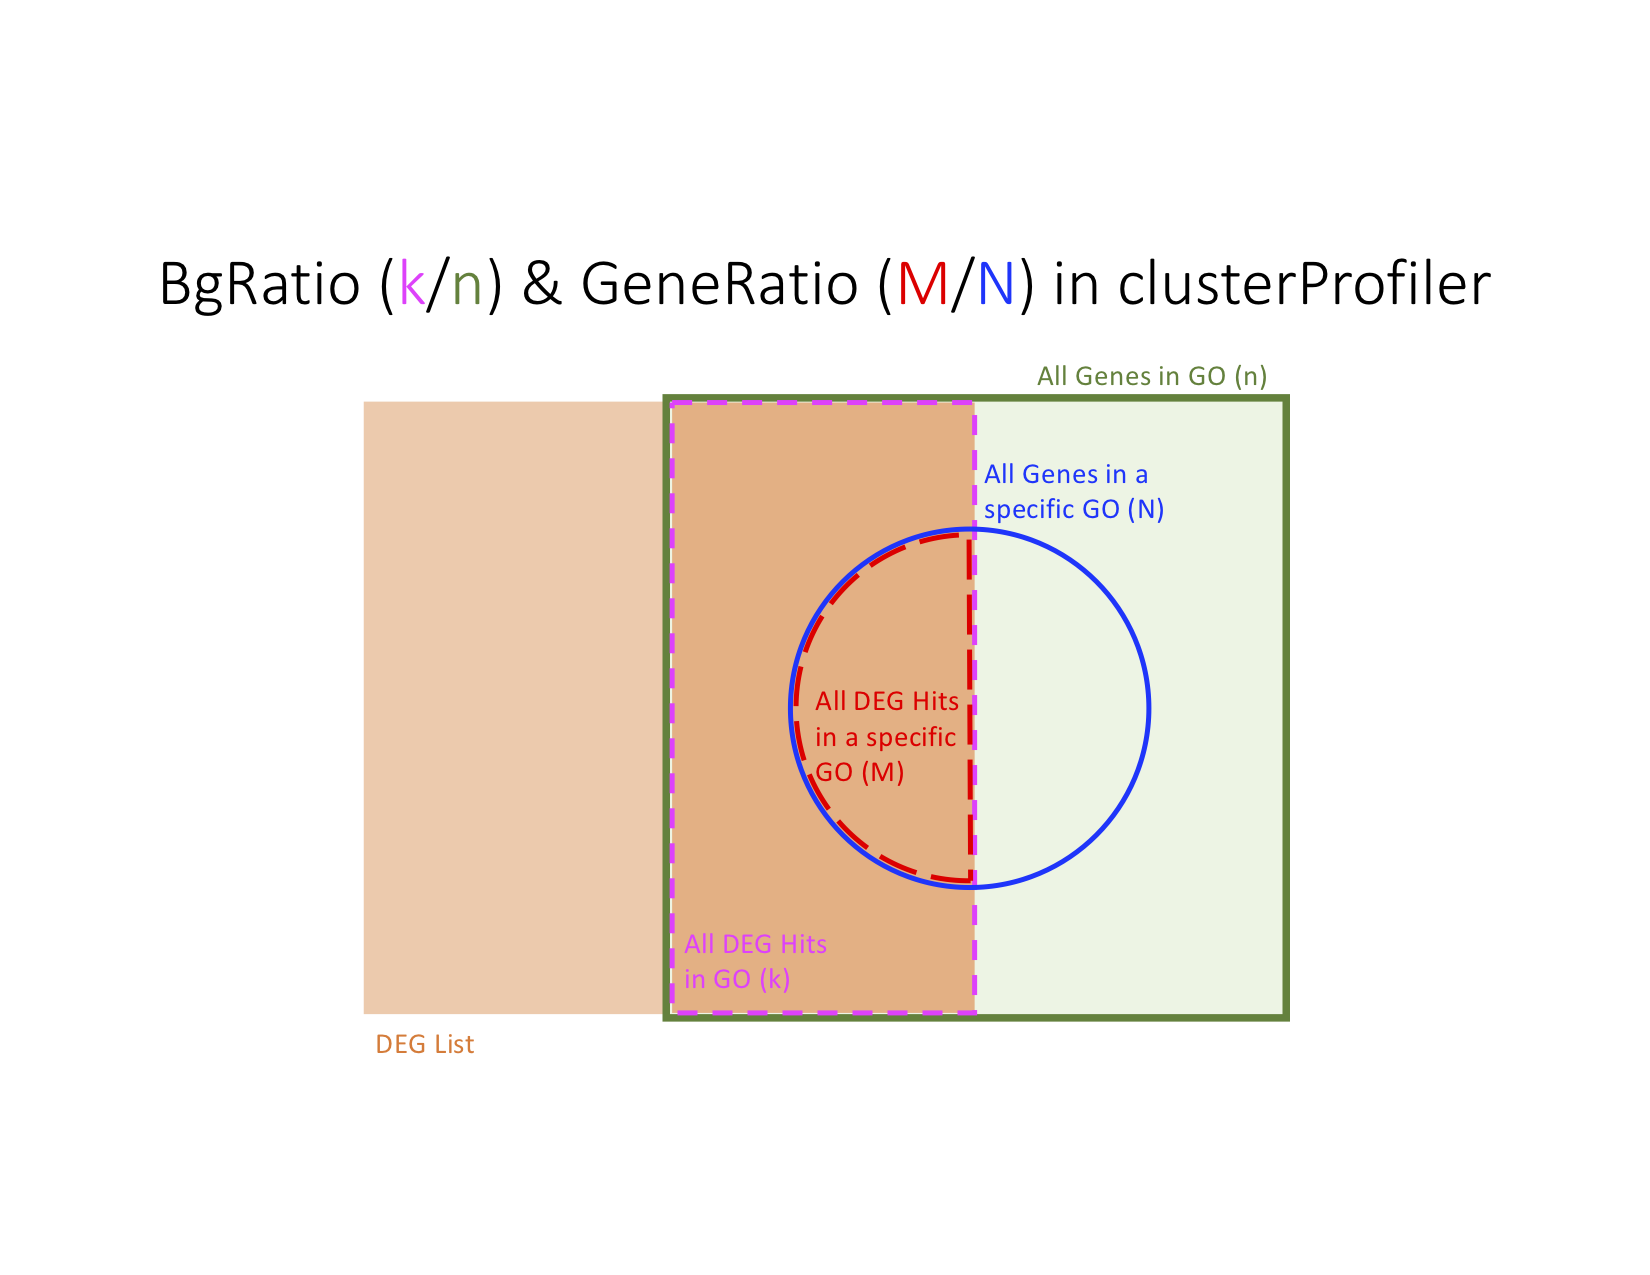 BgRatio (k/n) & GeneRatio (M/N) in clusterProfiler
All Genes in GO (n)
All Genes in a
specific GO (N)
All DEG Hits
in a specific
GO (M)
All DEG Hits
in GO (k)
DEG List